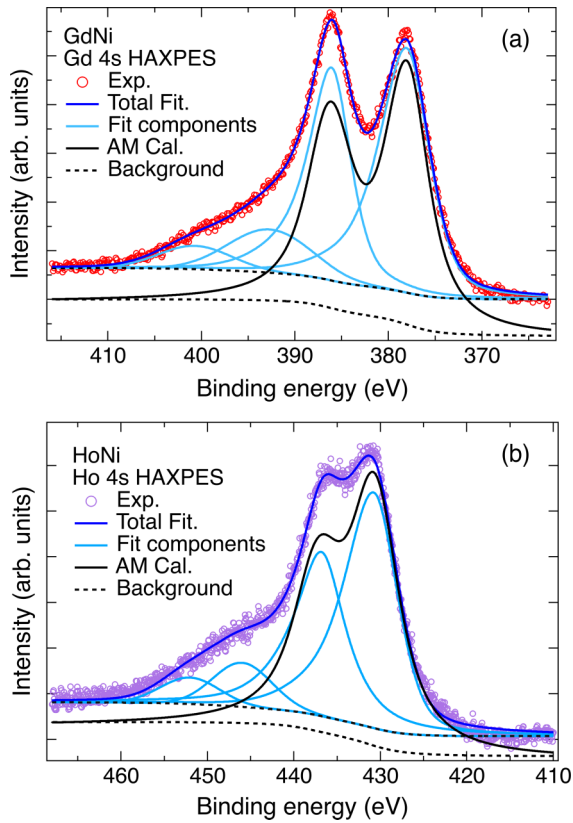 GdNi
(a)
Gd 4s HAXPES
Exp.
Total Fit.
Fit components
AM Cal.
Background
Intensity (arb. units)
410 400 390 380 370
Binding energy (eV)
HoNi
(b)
Ho 4s HAXPES
Exp.
Total Fit.
Fit components
AM Cal.
Background
Intensity (arb. units)
460 450 440 430 420 410
Binding energy (eV)